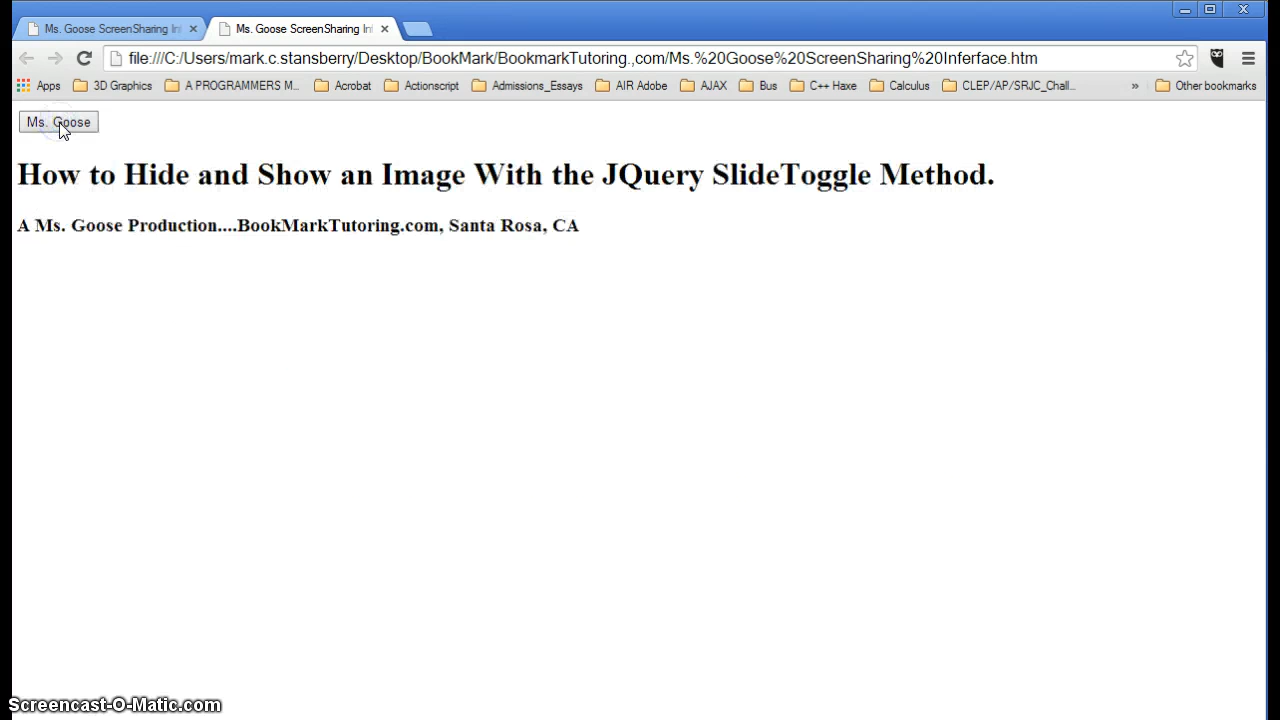 Ms. Goose ScreenSharing Int
Ms. Goose ScreenSharing Int
file:///C:/Users/mark.c.stansberry/Desktop/BookMark/BookmarkTutoring.,com/Ms.%20Goose%20ScreenSharing%20Inferface.htm
Apps 3D Graphics A PROGRAMMERS M... Acrobat Actionscript Admissions_Essays AIR Adobe AJAX Bus C++ Haxe Calculus CLEP/AP/SRJC_Chall... » Other bookmarks
Ms. Goose
How to Hide and Show an Image With the JQuery SlideToggle Method.
A Ms. Goose Production....BookMarkTutoring.com, Santa Rosa, CA
Screencast-O-Matic.com